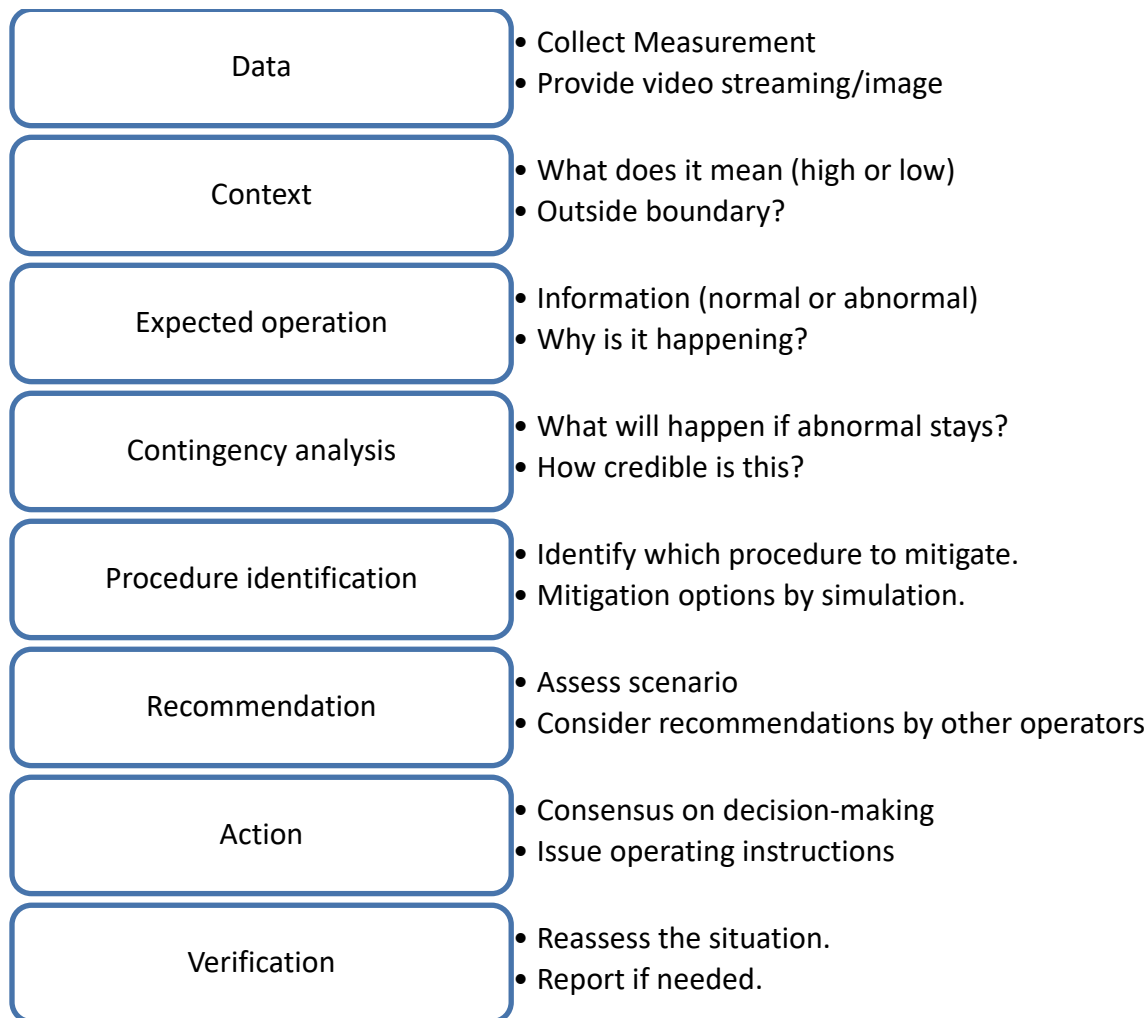 Data
• Collect Measurement
• Provide video streaming/image
Context
• What does it mean (high or low)
• Outside boundary?
Expected operation
• Information (normal or abnormal)
• Why is it happening?
Contingency analysis
• What will happen if abnormal stays?
• How credible is this?
Procedure identification
• Identify which procedure to mitigate.
• Mitigation options by simulation.
Recommendation
• Assess scenario
• Consider recommendations by other operators
Action
• Consensus on decision-making
• Issue operating instructions
Verification
• Reassess the situation.
• Report if needed.